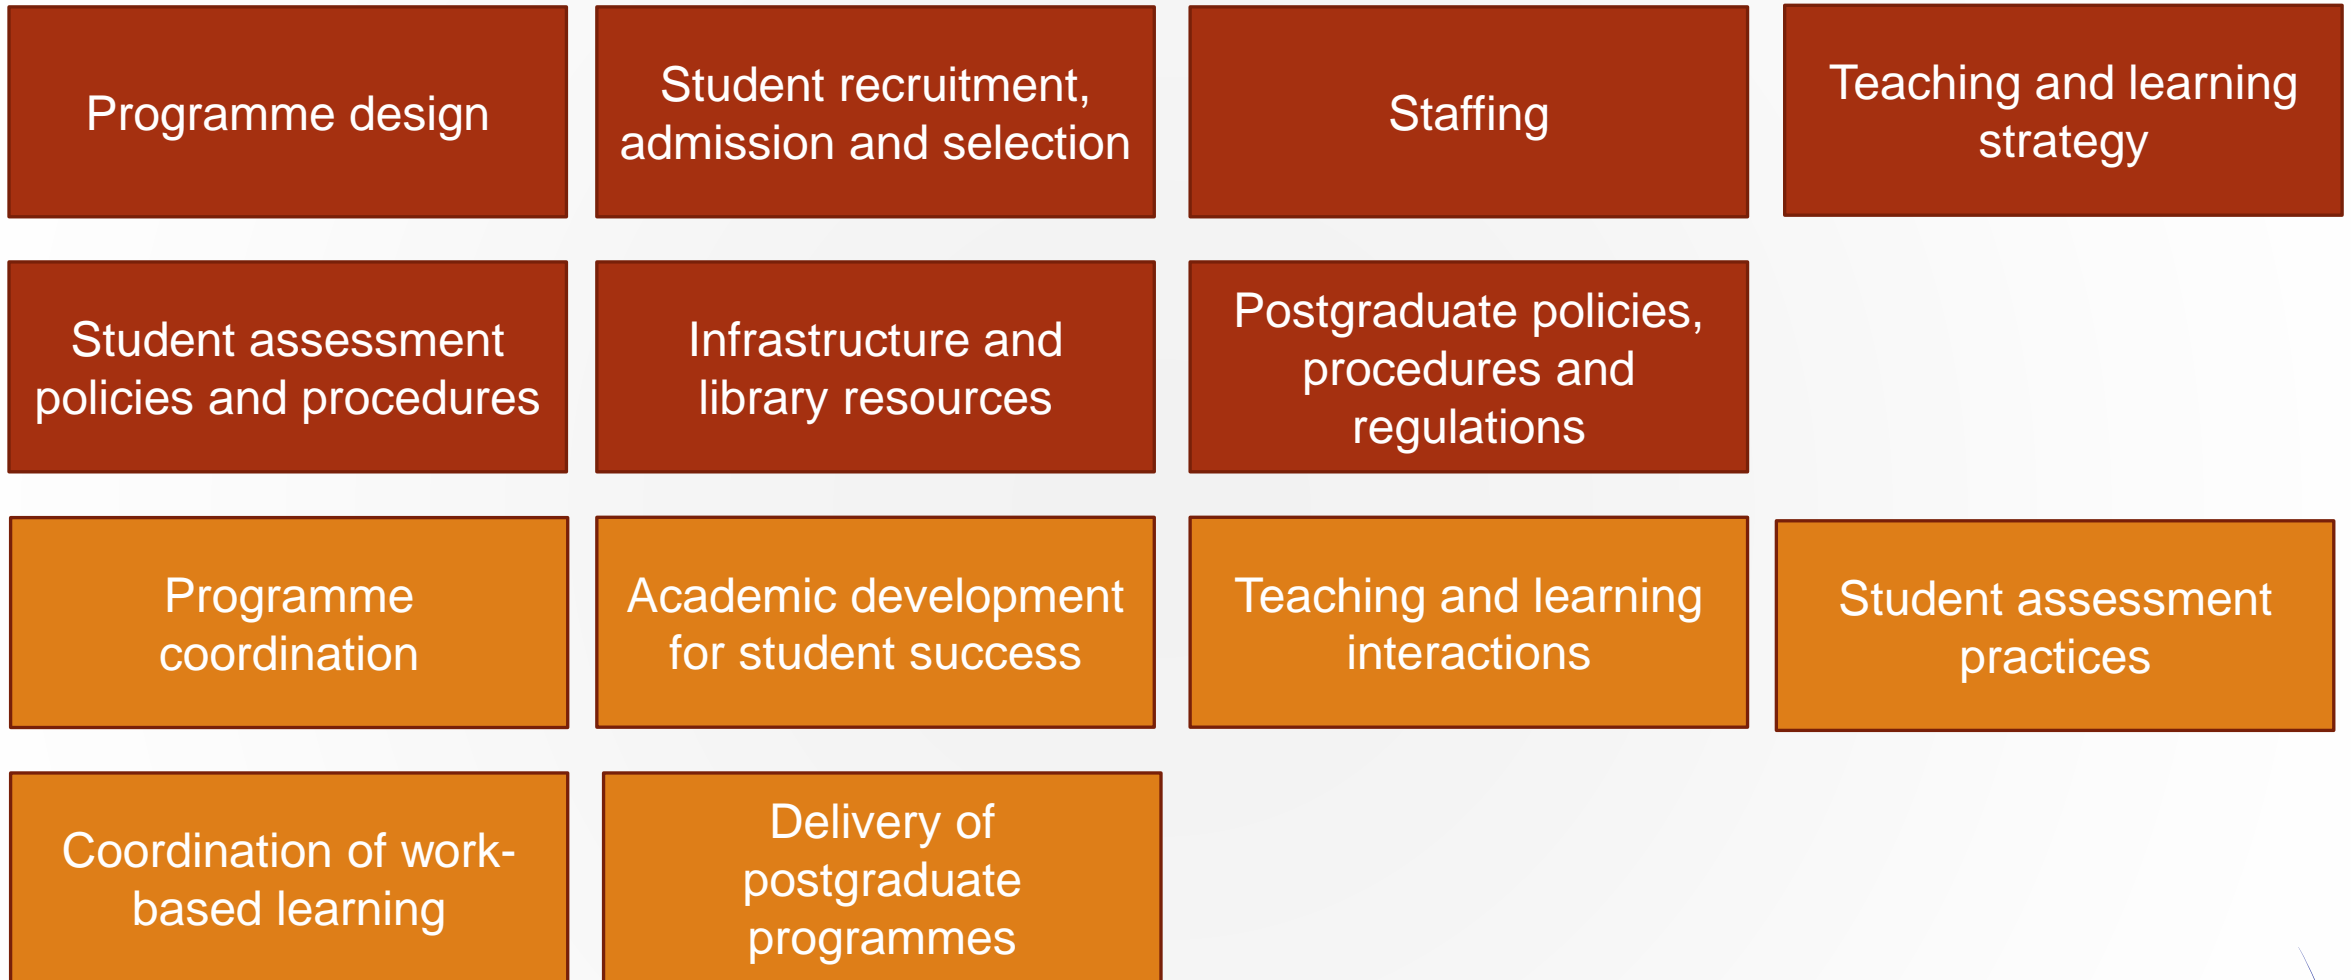 Programme design
Student recruitment,
admission and selection
Staffing
Teaching and learning
strategy
Student assessment
policies and procedures
Infrastructure and
library resources
Postgraduate policies,
procedures and
regulations
Programme
coordination
Academic development
for student success
Teaching and learning
interactions
Student assessment
practices
Coordination of work-
based learning
Delivery of
postgraduate
programmes